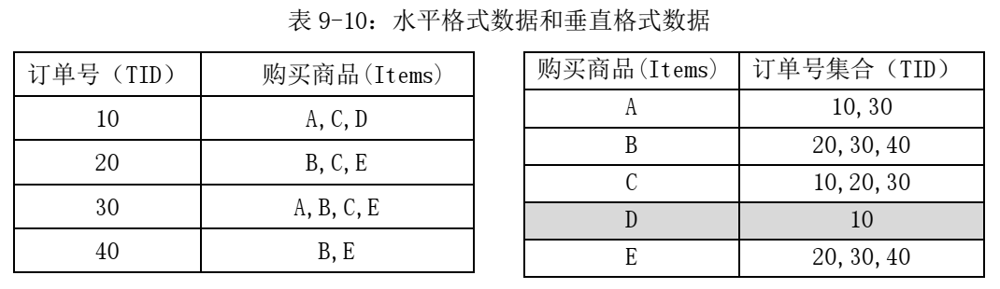 表 9-10：水平格式数据和垂直格式数据
订单号（TID） 购买商品(Items)
10 A,C,D
20 B,C,E
30 A,B,C,E
40 B,E
购买商品(Items) 订单号集合（TID）
A 10,30
B 20,30,40
C 10,20,30
D 10
E 20,30,40